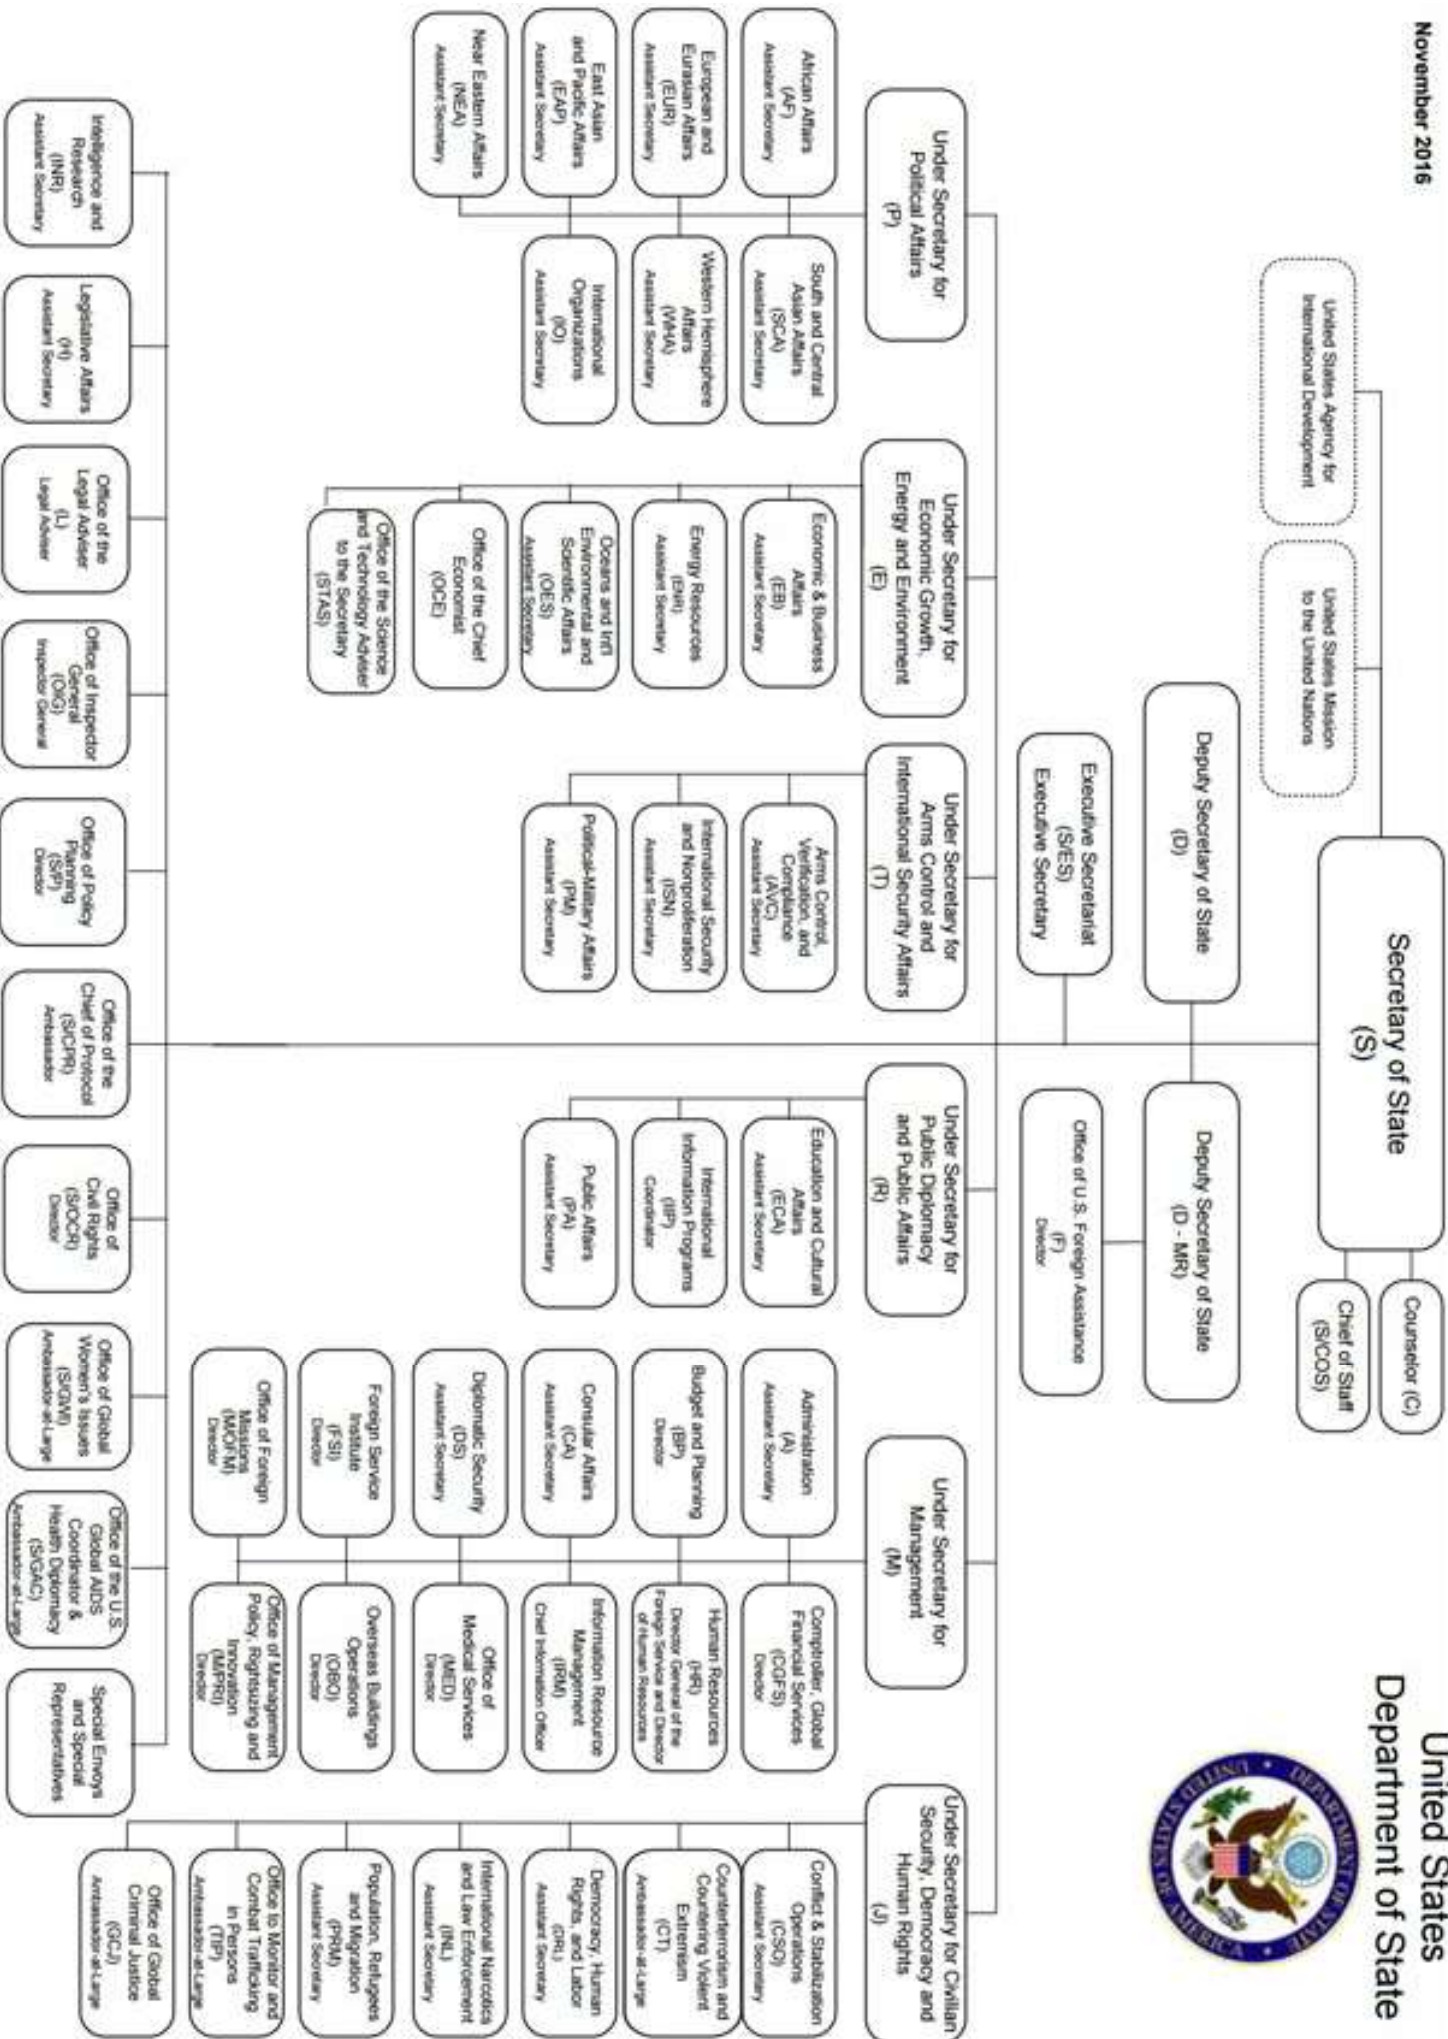 November 2016
United States
Department of State
DEPARTMENT OF STATE
UNITED STATES OF AMERICA
Secretary of State
(S)
Counselor (C)
Chief of Staff
(S/COS)
United States Agency for
International Development
United States Mission
to the United Nations
Deputy Secretary of State
(D)
Deputy Secretary of State
(D - MR)
Executive Secretariat
(S/ES)
Executive Secretary
Office of U.S. Foreign Assistance
(F)
Director
Under Secretary for
Political Affairs
(P)
African Affairs
(AF)
Assistant Secretary
South and Central
Asian Affairs
(SCA)
Assistant Secretary
European and
Eurasian Affairs
(EUR)
Assistant Secretary
Western Hemisphere
Affairs
(WHA)
Assistant Secretary
East Asian
and Pacific Affairs
(EAP)
Assistant Secretary
International
Organizations
(IO)
Assistant Secretary
Near Eastern Affairs
(NEA)
Assistant Secretary
Under Secretary for
Economic Growth,
Energy and Environment
(E)
Economic & Business
Affairs
(EB)
Assistant Secretary
Energy Resources
(ENR)
Assistant Secretary
Oceans and Int'l
Environmental and
Scientific Affairs
(OES)
Assistant Secretary
Office of the Chief
Economist
(OCE)
Office of the Science
and Technology Adviser
to the Secretary
(STAS)
Under Secretary for
Arms Control and
International Security Affairs
(T)
Arms Control,
Verification, and
Compliance
(AVC)
Assistant Secretary
International Security
and Nonproliferation
(ISN)
Assistant Secretary
Political-Military Affairs
(PM)
Assistant Secretary
Under Secretary for
Public Diplomacy
and Public Affairs
(R)
Education and Cultural
Affairs
(ECA)
Assistant Secretary
International
Information Programs
(IIP)
Coordinator
Public Affairs
(PA)
Assistant Secretary
Under Secretary for
Management
(M)
Administration
(A)
Assistant Secretary
Comptroller, Global
Financial Services
(CGFS)
Director
Budget and Planning
(BP)
Director
Human Resources
(HR)
Director General of the
Foreign Service and Director
of Human Resources
Consular Affairs
(CA)
Assistant Secretary
Information Resource
Management
(IRM)
Chief Information Officer
Diplomatic Security
(DS)
Assistant Secretary
Office of
Medical Services
(MED)
Director
Foreign Service
Institute
(FSI)
Director
Overseas Buildings
Operations
(OBO)
Director
Office of Foreign
Missions
(M/OFM)
Director
Office of Management
Policy, Rightsizing and
Innovation
(M/PRI)
Director
Under Secretary for Civilian
Security, Democracy and
Human Rights
(J)
Conflict & Stabilization
Operations
(CSO)
Assistant Secretary
Counterterrorism and
Countering Violent
Extremism
(CT)
Ambassador-at-Large
Democracy, Human
Rights, and Labor
(DRL)
Assistant Secretary
International Narcotics
and Law Enforcement
(INL)
Assistant Secretary
Population, Refugees
and Migration
(PRM)
Assistant Secretary
Office to Monitor and
Combat Trafficking
in Persons
(TIP)
Ambassador-at-Large
Office of Global
Criminal Justice
(GCJ)
Ambassador-at-Large
Intelligence and
Research
(INR)
Assistant Secretary
Legislative Affairs
(H)
Assistant Secretary
Office of the
Legal Adviser
(L)
Legal Adviser
Office of Inspector
General
(OIG)
Inspector General
Office of Policy
Planning
(S/P)
Director
Office of the
Chief of Protocol
(S/CPR)
Ambassador
Office of
Civil Rights
(S/OCR)
Director
Office of Global
Women's Issues
(S/GWI)
Ambassador-at-Large
Office of the U.S
Global AIDS
Coordinator &
Health Diplomacy
(S/GAC)
Ambassador-at-Large
Special Envoys
and Special
Representatives